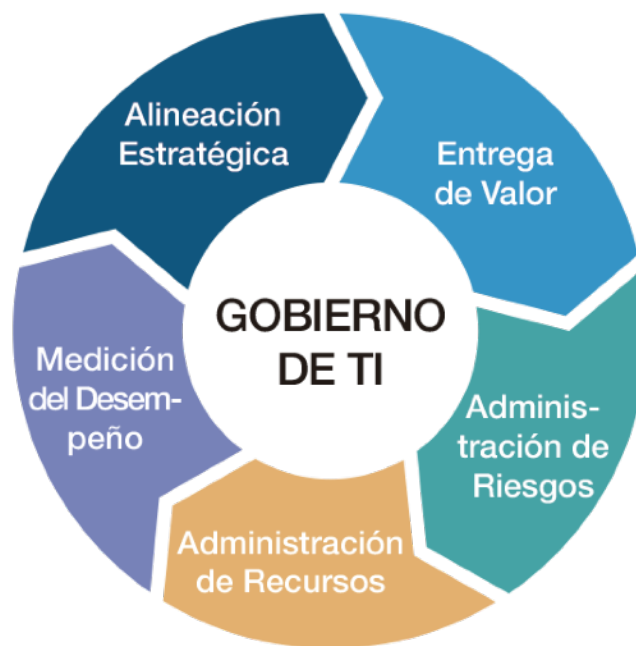 Alineación
Estratégica
Entrega
de Valor
GOBIERNO
DE TI
Medición
del Desem-
peño
Adminis-
tración de
Riesgos
Administración
de Recursos